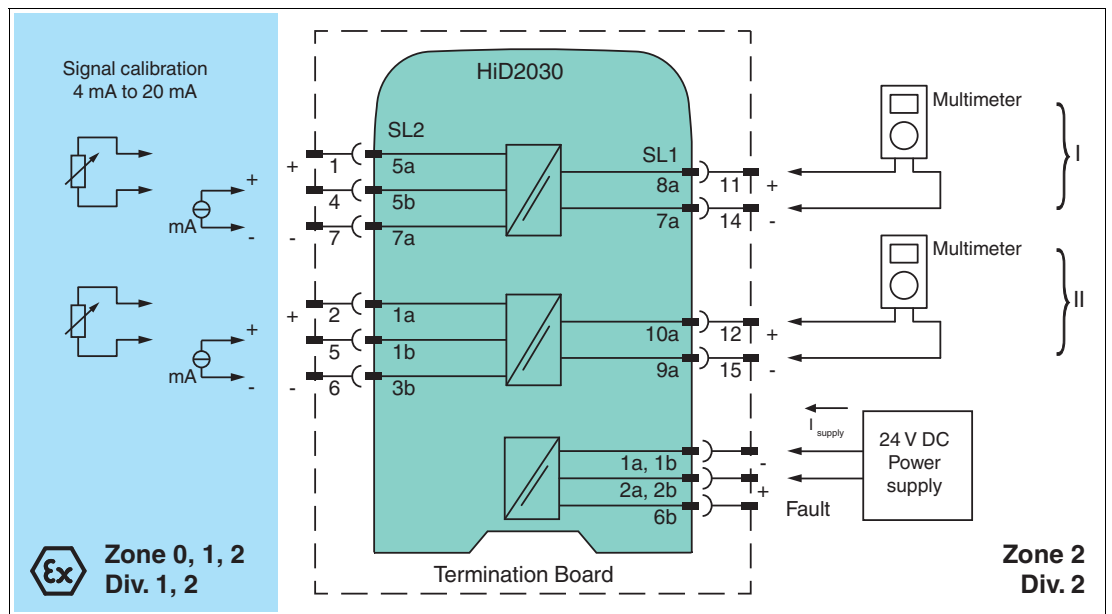 Signal calibration
4 mA to 20 mA
HiD2030
SL2
SL1
Multimeter
I
+
1
5a
4
5b
-
7
7a
+
mA
-
8a
11
+
7a
14
-
Multimeter
II
+
2
1a
5
1b
-
6
3b
+
mA
-
10a
12
+
9a
15
-
I supply
24 V DC
Power
supply
1a, 1b
-
2a, 2b
+
6b
Fault
Termination Board
Ex
Zone 0, 1, 2
Div. 1, 2
Zone 2
Div. 2